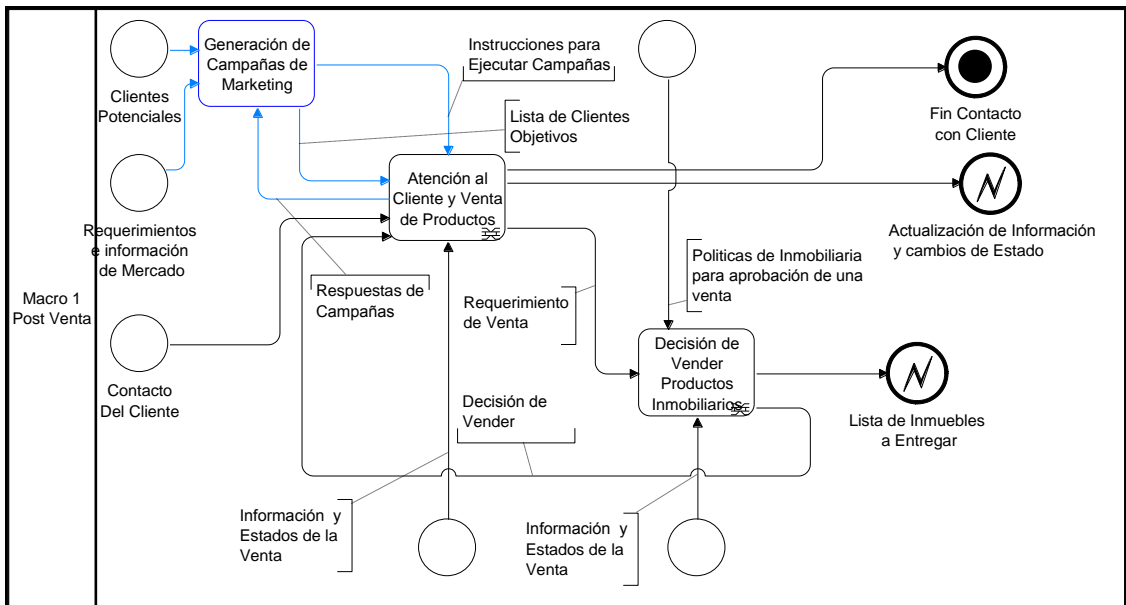 Macro 1
Post Venta
Clientes
Potenciales
Requerimientos
e información
de Mercado
Contacto
Del Cliente
Generación de
Campañas de
Marketing
Instrucciones para
Ejecutar Campañas
Lista de Clientes
Objetivos
Atención al
Cliente y Venta
de Productos
Respuestas de
Campañas
Requerimiento
de Venta
Politicas de Inmobiliaria
para aprobación de una
venta
Decisión de
Vender
Productos
Inmobiliarios
Decisión de
Vender
Información y
Estados de la
Venta
Información y
Estados de la
Venta
Fin Contacto
con Cliente
Actualización de Información
y cambios de Estado
Lista de Inmuebles
a Entregar